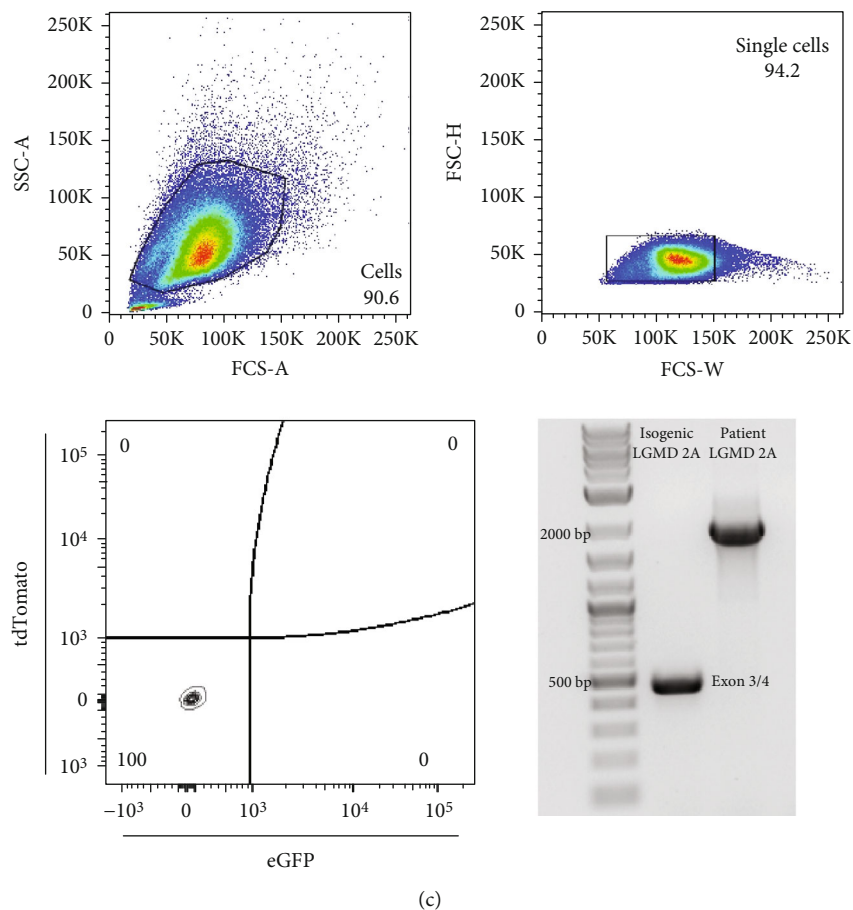 250K
200K
150K
100K
50K
0
SSC-A
Cells
90.6
0 50K 100K 150K 200K 250K
FCS-A
250K
200K
150K
100K
50K
0
FSC-H
Single cells
94.2
0 50K 100K 150K 200K 250K
FCS-W
10⁵
10⁴
10³
0
10³
tdTomato
0 0
100 0
−10³ 0 10³ 10⁴ 10⁵
eGFP
Isogenic Patient
LGMD 2A LGMD 2A
2000 bp
500 bp Exon 3/4
(c)